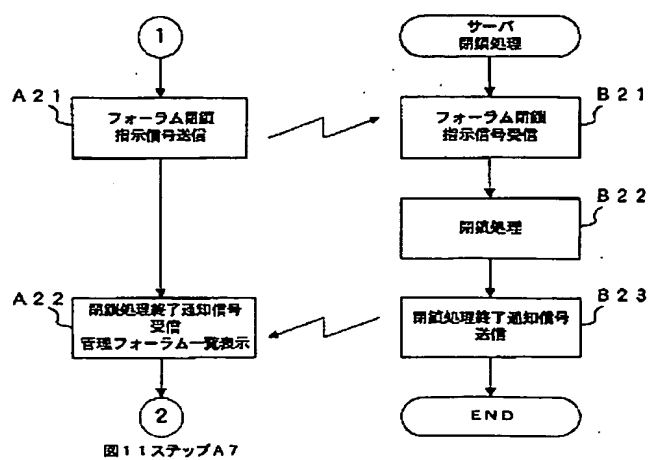 1
サーバ
閉鎖処理
A21
フォーラム閉鎖
指示信号送信
B21
フォーラム閉鎖
指示信号受信
B22
閉鎖処理
A22
閉鎖処理終了通知信号
受信
管理フォーラム一覧表示
B23
閉鎖処理終了通知信号
送信
2
END
図11ステップA7